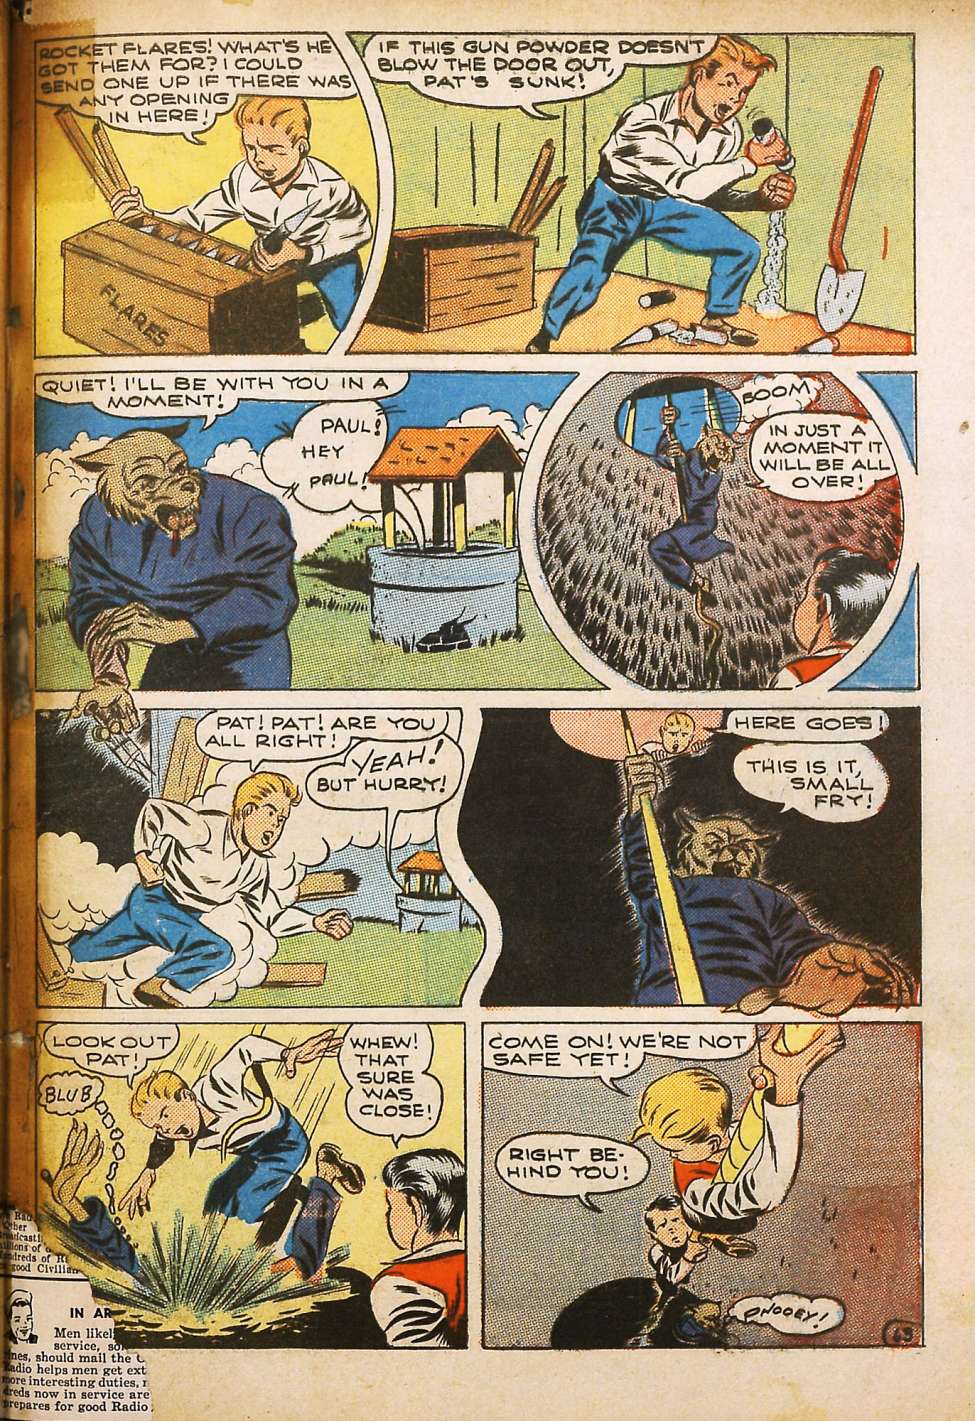 ROCKET FLARES! WHAT'S HE
GOT THEM FOR? I COULD
SEND ONE UP IF THERE WAS
ANY OPENING
IN HERE!
FLARES
IF THIS GUN POWDER DOESN'T
BLOW THE DOOR OUT,
PAT'S SUNK!
QUIET! I'LL BE WITH YOU IN A
MOMENT!
PAUL!
HEY
PAUL!
BOOM
IN JUST A
MOMENT IT
WILL BE ALL
OVER!
PAT! PAT! ARE YOU
ALL RIGHT!
YEAH!
BUT HURRY!
HERE GOES!
THIS IS IT,
SMALL
FRY!
LOOK OUT
PAT!
BLUB
WHEW!
THAT
SURE
WAS
CLOSE!
COME ON! WE'RE NOT
SAFE YET!
RIGHT BE-
HIND YOU!
PHOOEY!
63
Other
good Civilian
IN AR
Men likel
service,
should mail the
helps men get
more interesting duties,
now in service are
prepares for good Radio